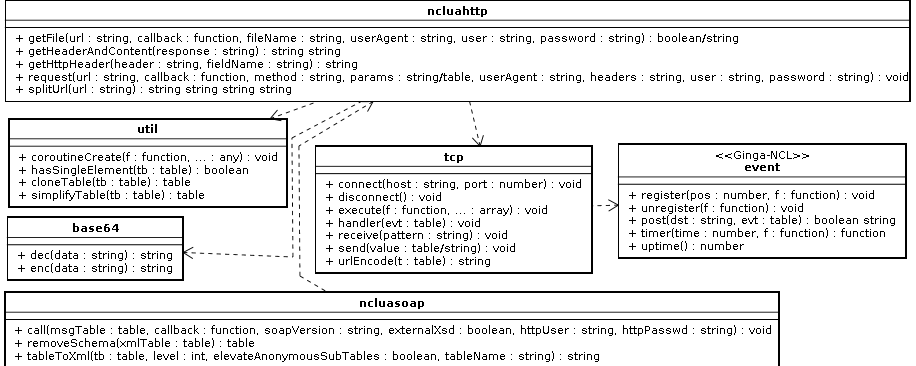 ncluahttp
+ getFile(url : string, callback : function, fileName : string, userAgent : string, user : string, password : string) : boolean/string
+ getHeaderAndContent(response : string) : string string
+ getHttpHeader(header : string, fieldName : string) : string
+ request(url : string, callback : function, method : string, params : string/table, userAgent : string, headers : string, user : string, password : string) : void
+ splitUrl(url : string) : string string string string
util
+ coroutineCreate(f : function, ... : any) : void
+ hasSingleElement(tb : table) : boolean
+ cloneTable(tb : table) : table
+ simplifyTable(tb : table) : table
tcp
+ connect(host : string, port : number) : void
+ disconnect() : void
+ execute(f : function, ... : array) : void
+ handler(evt : table) : void
+ receive(pattern : string) : void
+ send(value : table/string) : void
+ urlEncode(t : table) : string
<<Ginga-NCL>>
event
+ register(pos : number, f : function) : void
+ unregister(f : function) : void
+ post(dst : string, evt : table) : boolean string
+ timer(time : number, f : function) : function
+ uptime() : number
base64
+ dec(data : string) : string
+ enc(data : string) : string
ncluasoap
+ call(msgTable : table, callback : function, soapVersion : string, externalXsd : boolean, httpUser : string, httpPasswd : string) : void
+ removeSchema(xmlTable : table) : table
+ tableToXml(tb : table, level : int, elevateAnonymousSubTables : boolean, tableName : string) : string